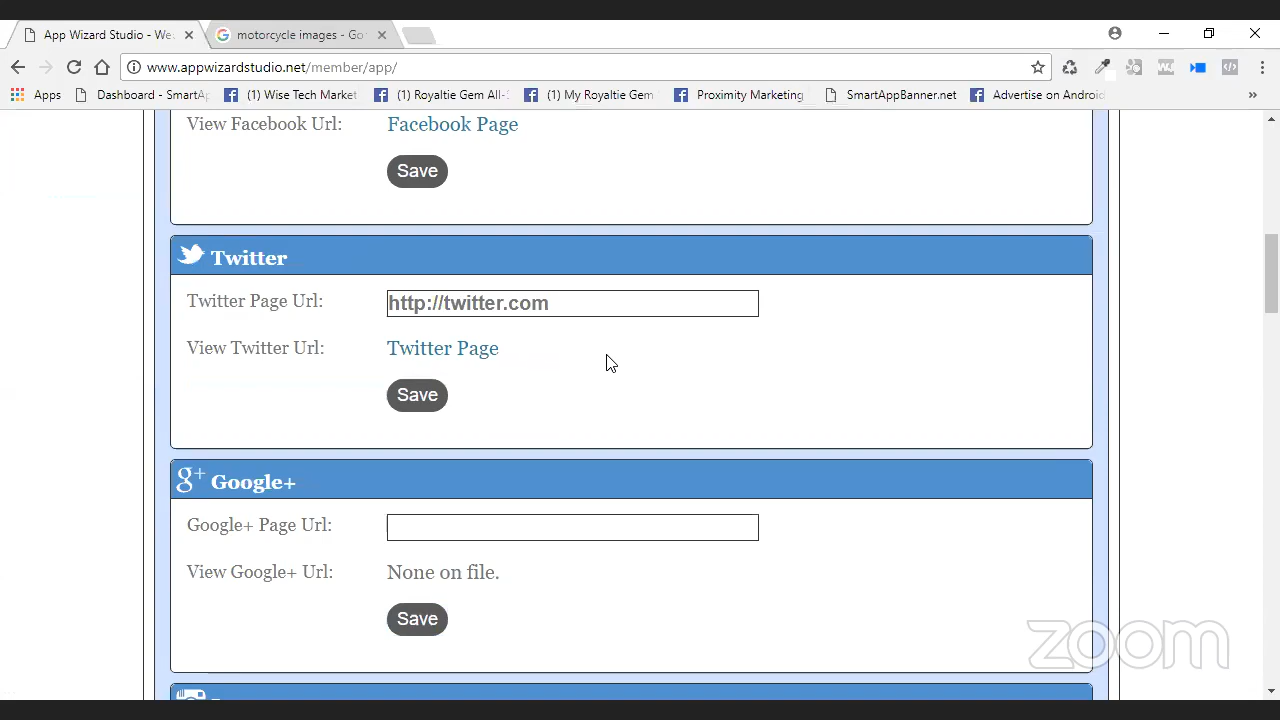 App Wizard Studio - We
motorcycle images - Go
www.appwizardstudio.net/member/app/
Apps
Dashboard - SmartAp
(1) Wise Tech Market
(1) Royaltie Gem All-
(1) My Royaltie Gem
Proximity Marketing
SmartAppBanner.net
Advertise on Android
»
View Facebook Url:
Facebook Page
Save
Twitter
Twitter Page Url:
http://twitter.com
View Twitter Url:
Twitter Page
Save
g+ Google+
Google+ Page Url:
View Google+ Url:
None on file.
Save
zoom